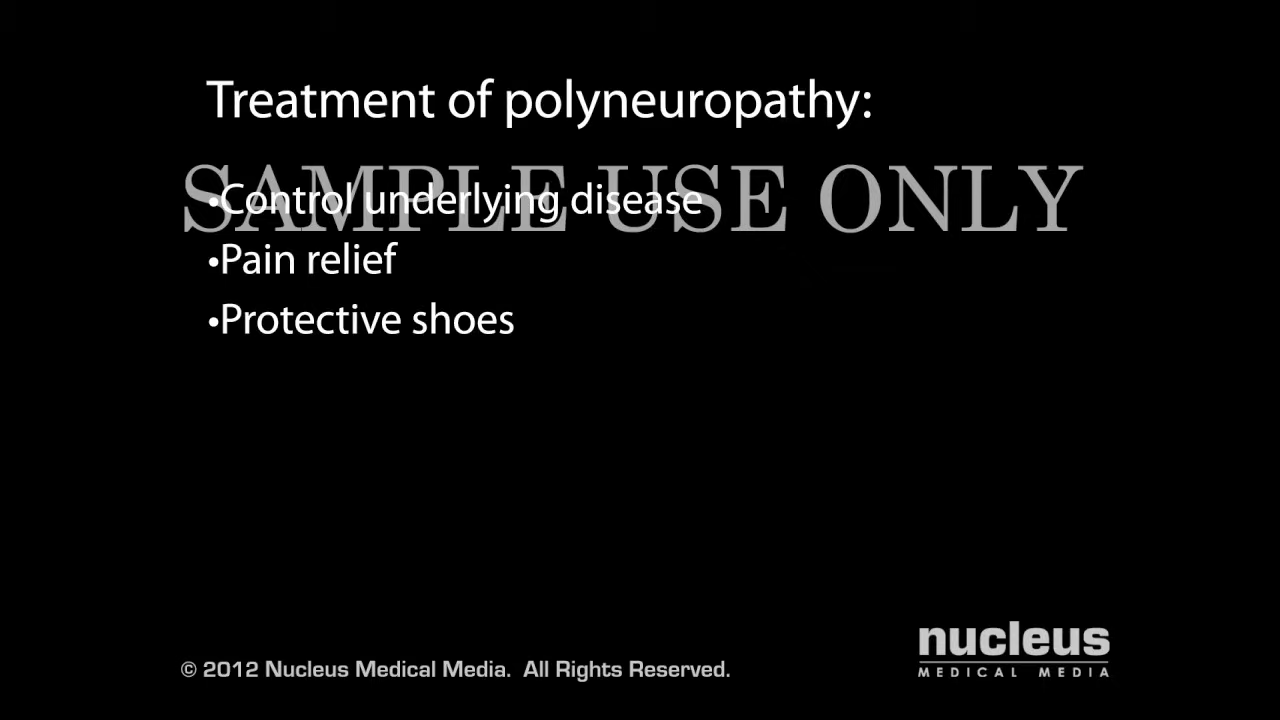 Treatment of polyneuropathy:
SAMPLE USE ONLY
•Control underlying disease
•Pain relief
•Protective shoes
nucleus
MEDICAL MEDIA
© 2012 Nucleus Medical Media. All Rights Reserved.